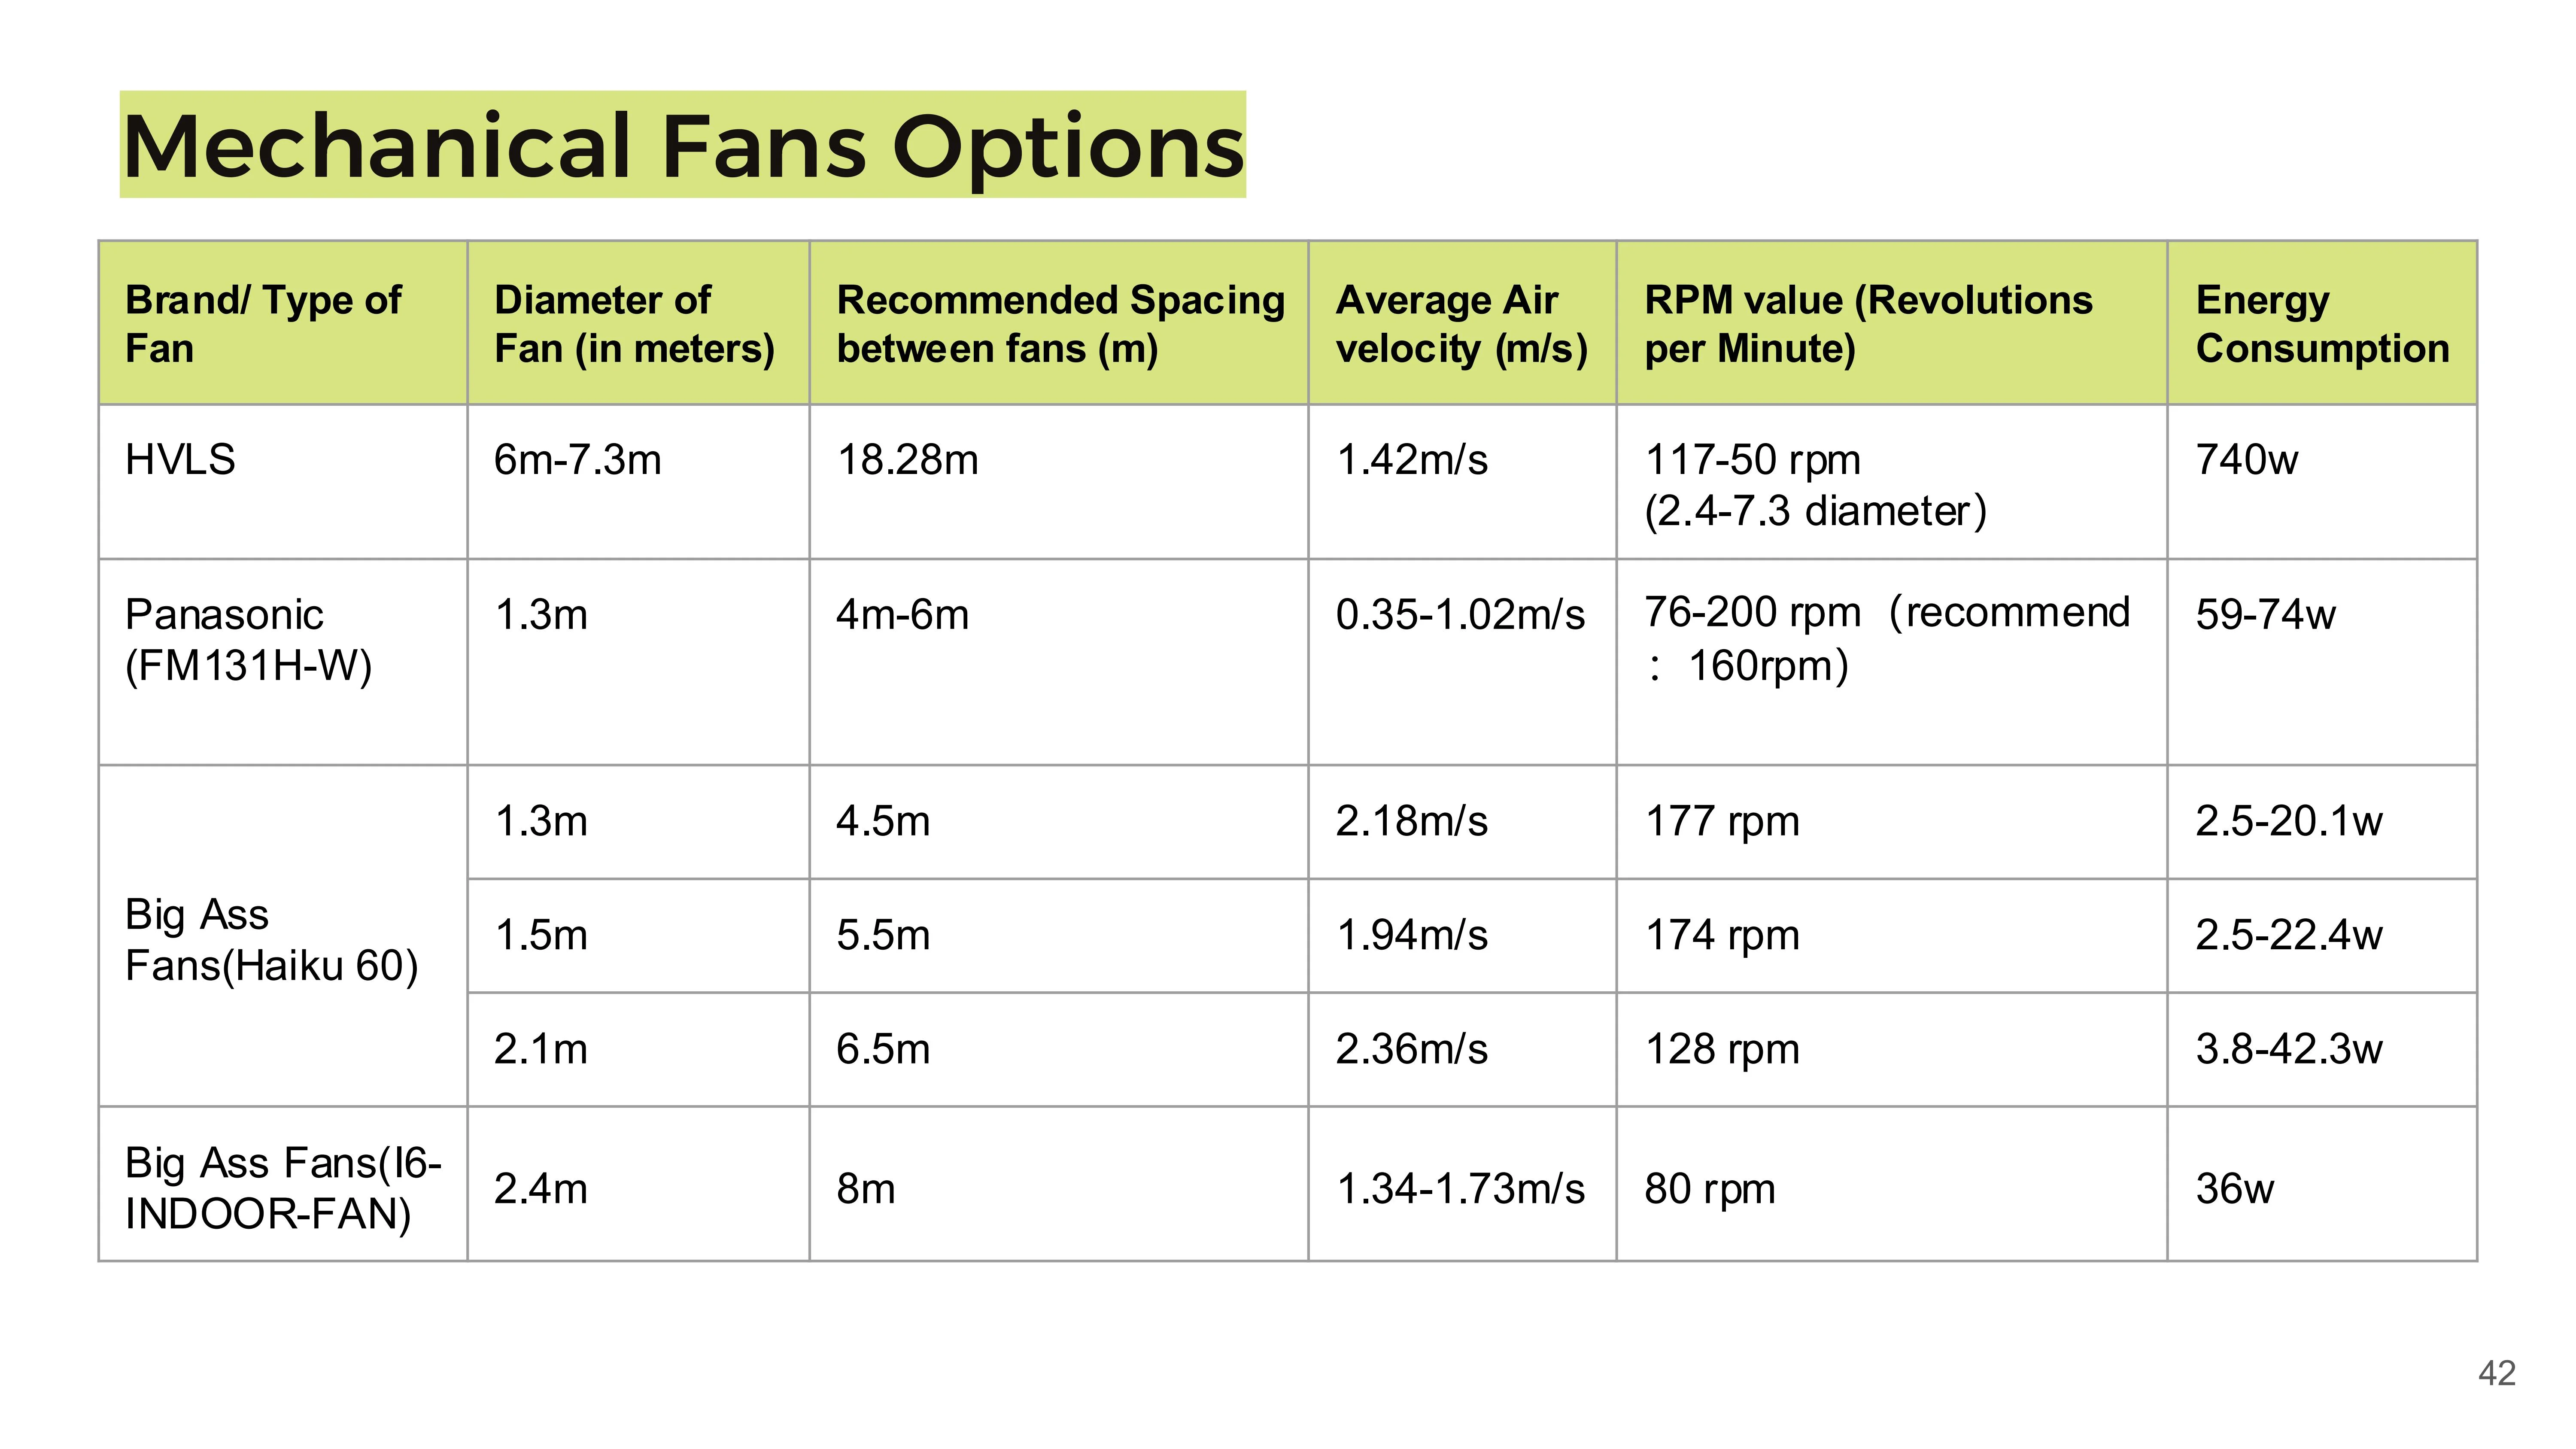 Mechanical Fans Options
Brand/ Type of
Fan
Diameter of
Fan (in meters)
Recommended Spacing
between fans (m)
Average Air
velocity (m/s)
RPM value (Revolutions
per Minute)
Energy
Consumption
HVLS
6m-7.3m
18.28m
1.42m/s
117-50 rpm
(2.4-7.3 diameter)
740w
Panasonic
(FM131H-W)
1.3m
4m-6m
0.35-1.02m/s
76-200 rpm（recommend
：160rpm)
59-74w
Big Ass
Fans(Haiku 60)
1.3m
4.5m
2.18m/s
177 rpm
2.5-20.1w
1.5m
5.5m
1.94m/s
174 rpm
2.5-22.4w
2.1m
6.5m
2.36m/s
128 rpm
3.8-42.3w
Big Ass Fans(I6-
INDOOR-FAN)
2.4m
8m
1.34-1.73m/s
80 rpm
36w
42